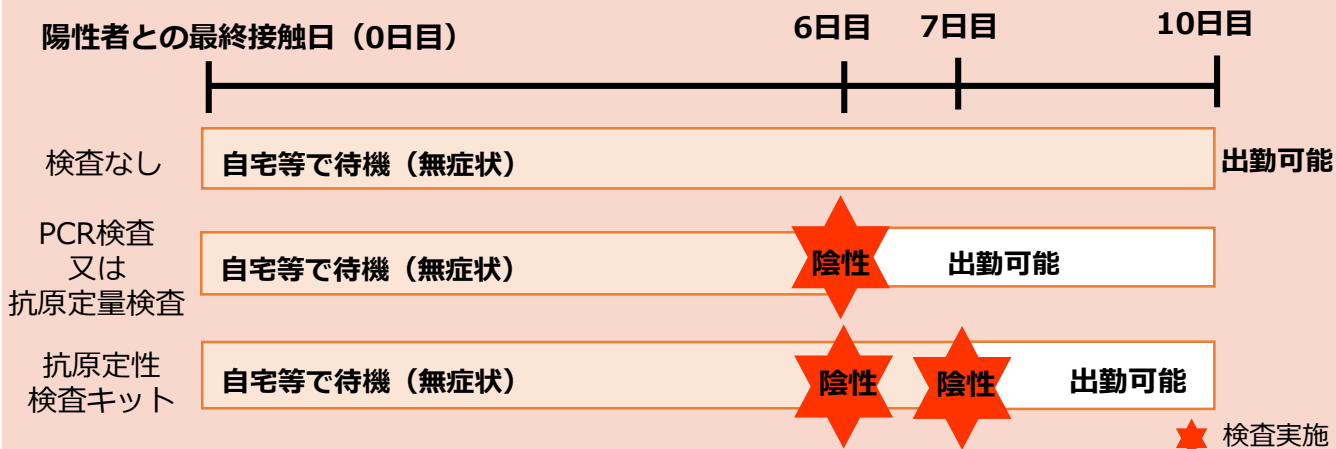 陽性者との最終接触日（0日目）
6日目
7日目
10日目
検査なし
自宅等で待機（無症状）
出勤可能
PCR検査
又は
抗原定量検査
自宅等で待機（無症状）
陰性
出勤可能
抗原定性
検査キット
自宅等で待機（無症状）
陰性
陰性
出勤可能
検査実施